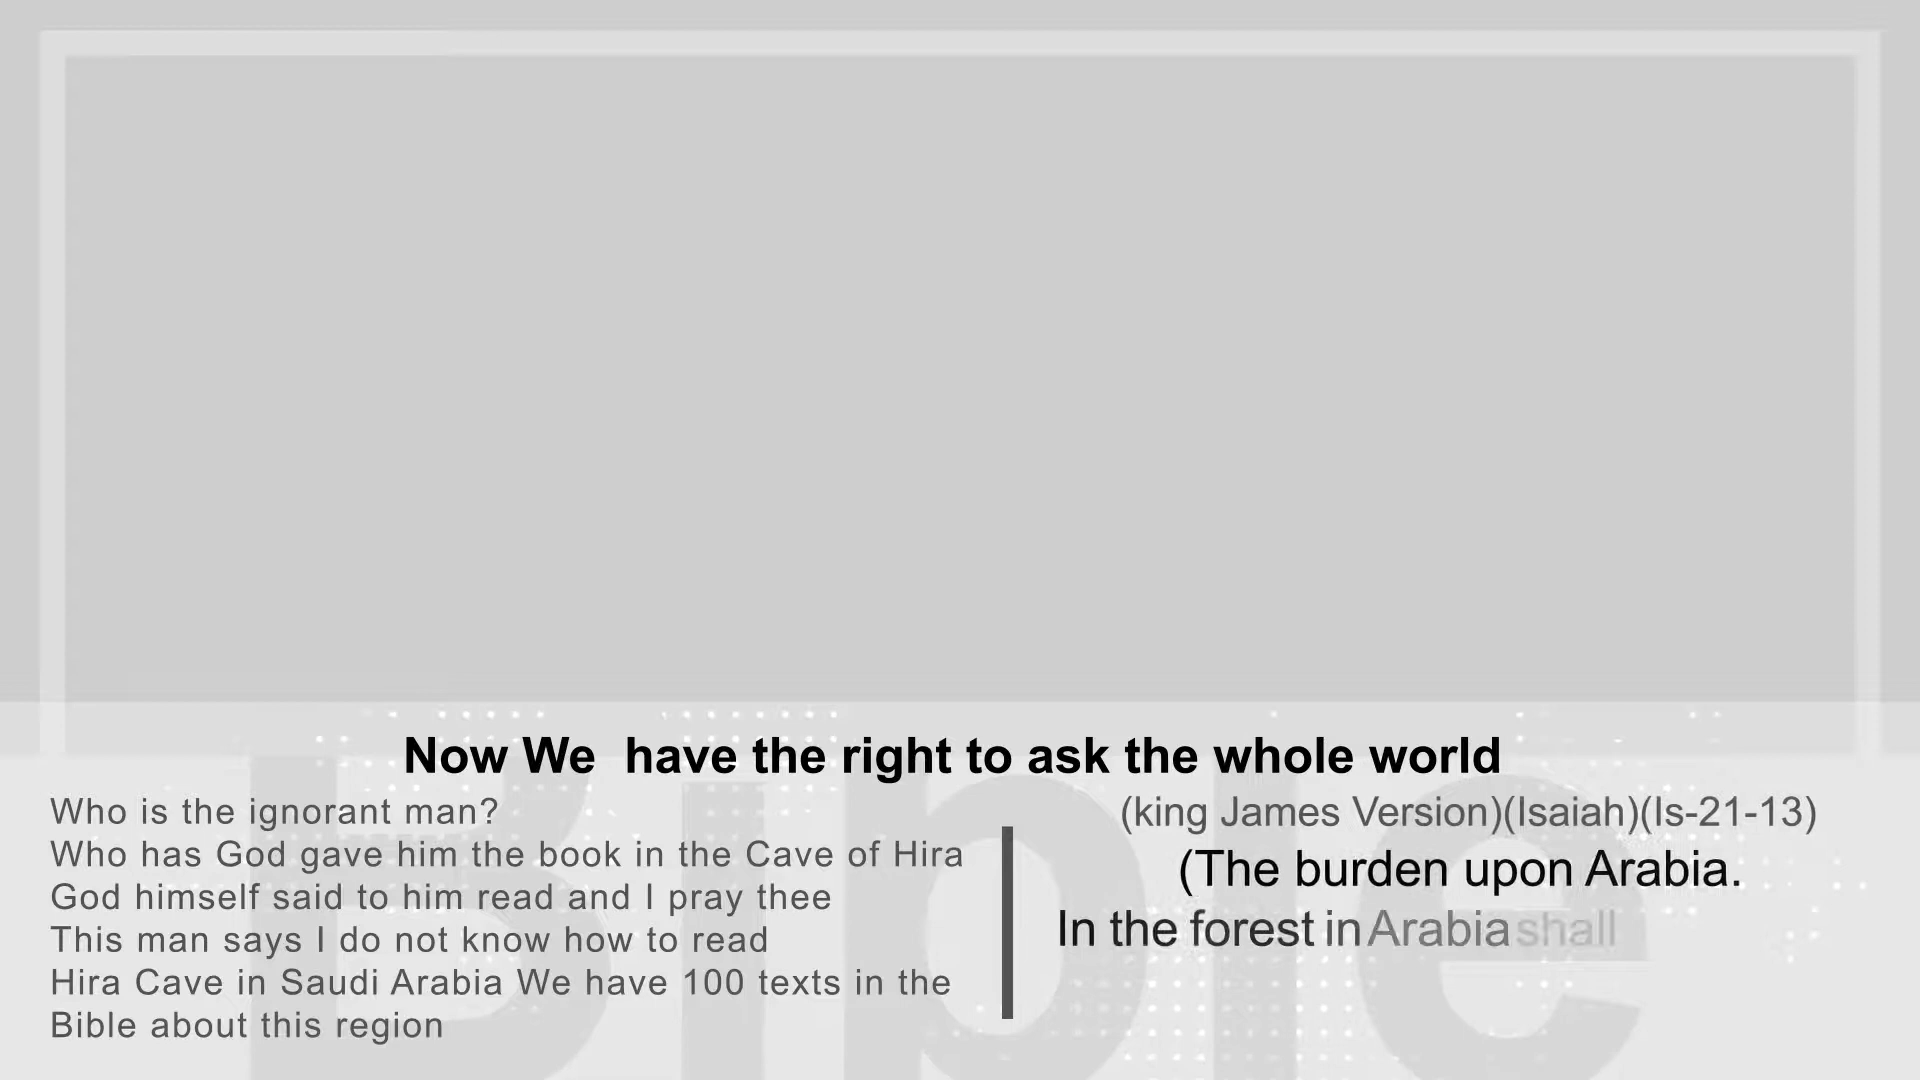 Now We  have the right to ask the whole world
Who is the ignorant man?
Who has God gave him the book in the Cave of Hira
God himself said to him read and I pray thee
This man says I do not know how to read
Hira Cave in Saudi Arabia We have 100 texts in the
Bible about this region
(king James Version)(Isaiah)(Is-21-13)
(The burden upon Arabia.
In the forest in Arabia shall
Bible